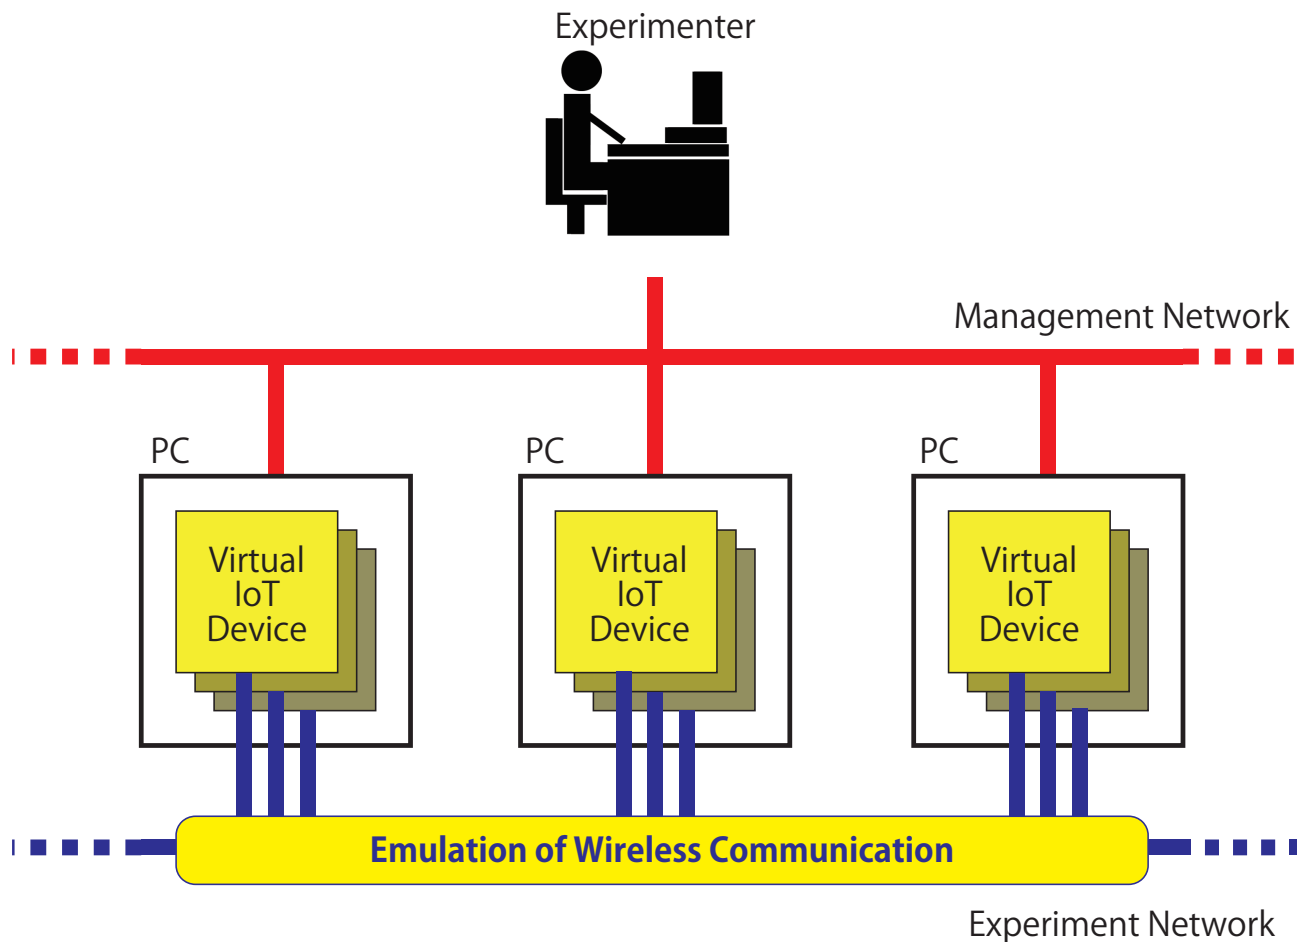 Experimenter
Management Network
PC
PC
PC
Virtual
IoT
Device
Virtual
IoT
Device
Virtual
IoT
Device
Emulation of Wireless Communication
Experiment Network